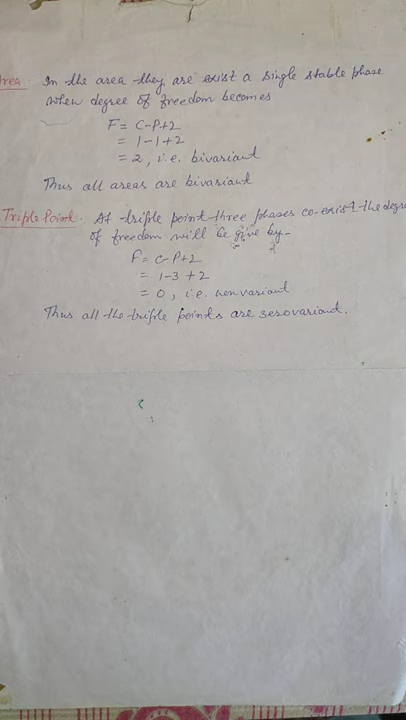 Area. In the area they are exist a single stable phase
when degree of freedom becomes
F = C-P+2
= 1-1+2
= 2, i.e. bivariant
Thus all areas are bivariant
Triple Point. At triple point three phases co-exist the degre
of freedom will be give by-
F = C-P+2
= 1-3+2
= 0, i.e. nonvariant
Thus all the triple points are zerovariant.